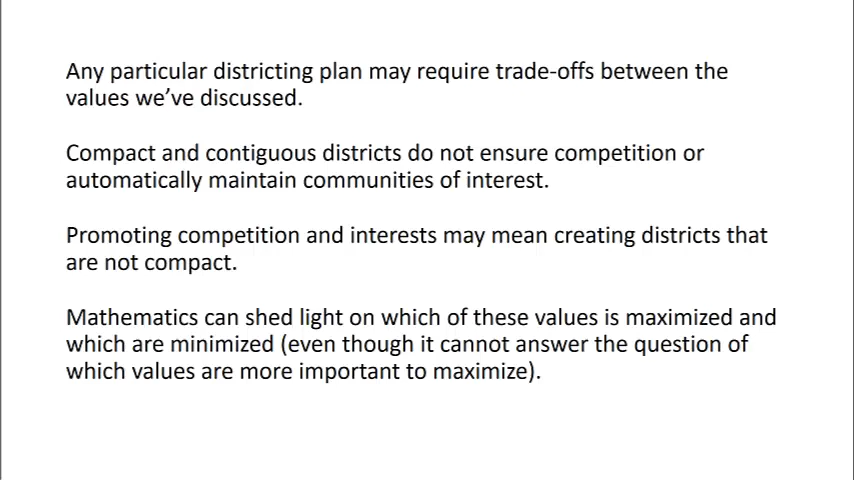 Any particular districting plan may require trade-offs between the
values we’ve discussed.
Compact and contiguous districts do not ensure competition or
automatically maintain communities of interest.
Promoting competition and interests may mean creating districts that
are not compact.
Mathematics can shed light on which of these values is maximized and
which are minimized (even though it cannot answer the question of
which values are more important to maximize).